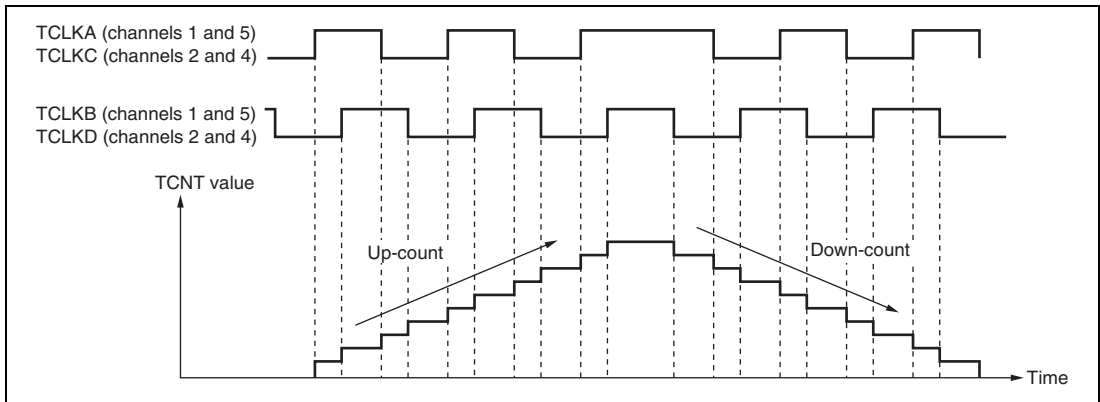 TCLKA (channels 1 and 5)
TCLKC (channels 2 and 4)
TCLKB (channels 1 and 5)
TCLKD (channels 2 and 4)
TCNT value
Up-count
Down-count
Time